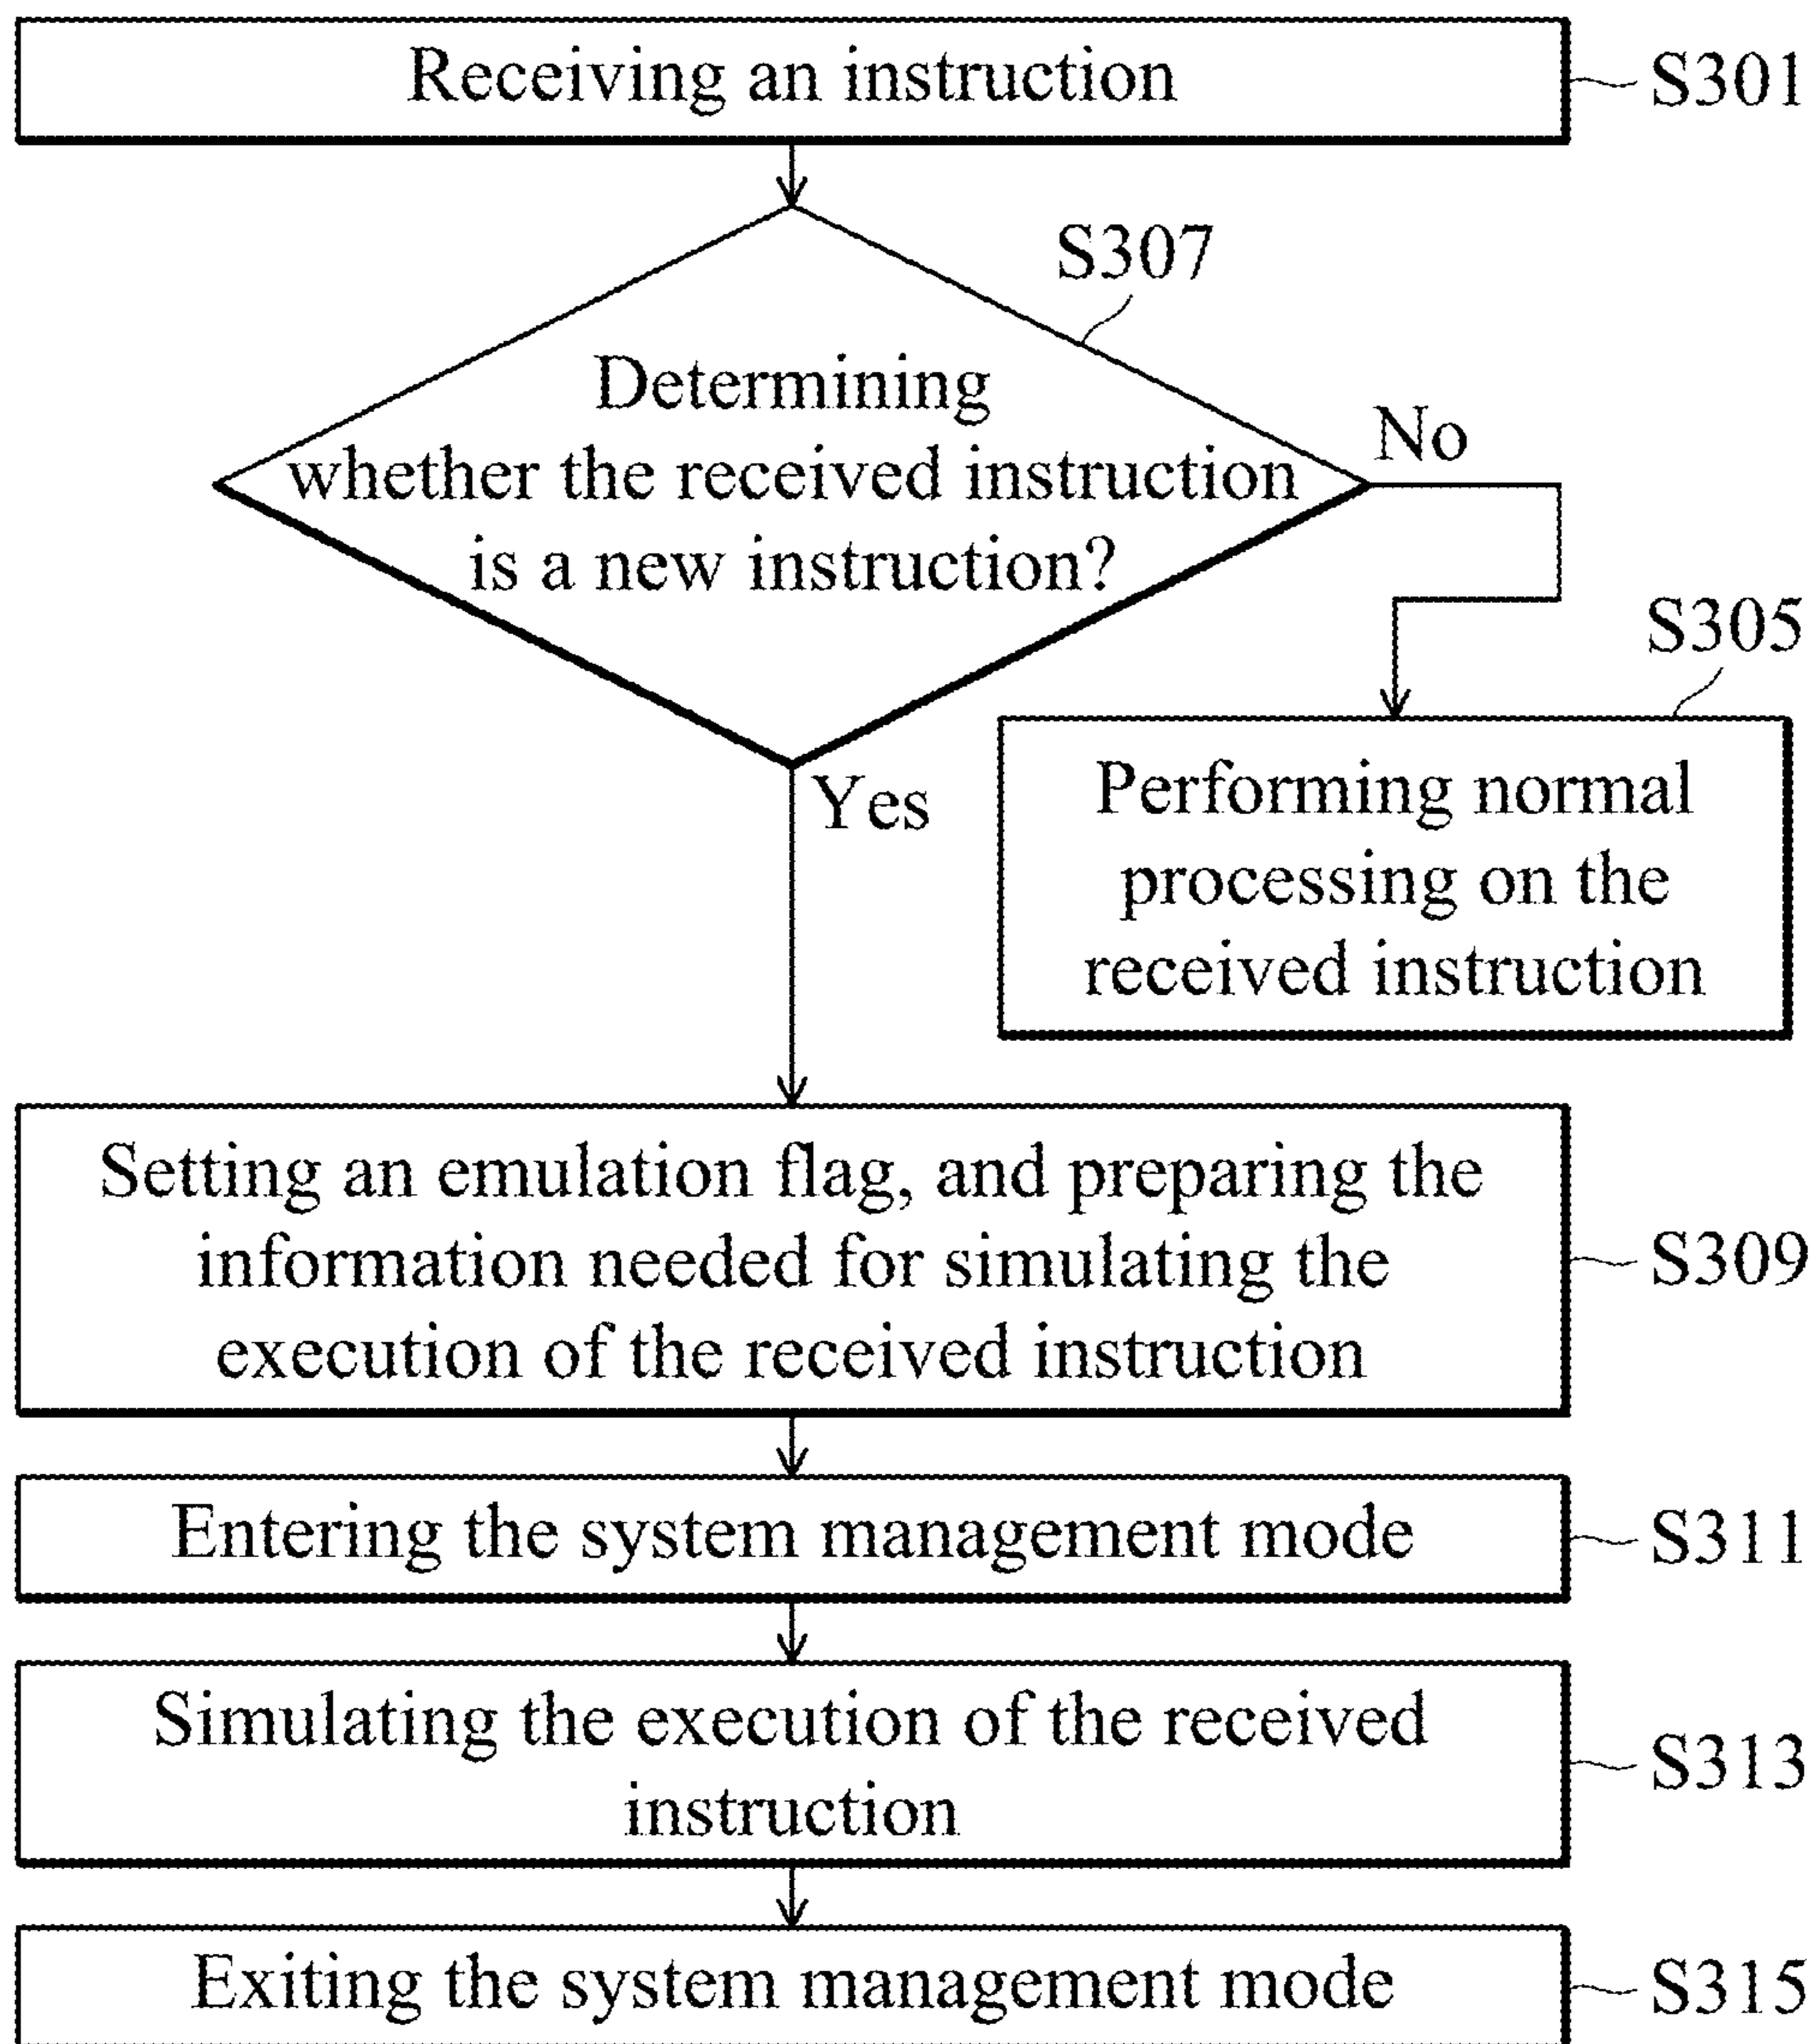 Receiving an instruction
S301
S307
Determining
whether the received instruction
is a new instruction?
No
Yes
S305
Performing normal
processing on the
received instruction
Setting an emulation flag, and preparing the
information needed for simulating the
execution of the received instruction
S309
Entering the system management mode
S311
Simulating the execution of the received
instruction
S313
Exiting the system management mode
S315